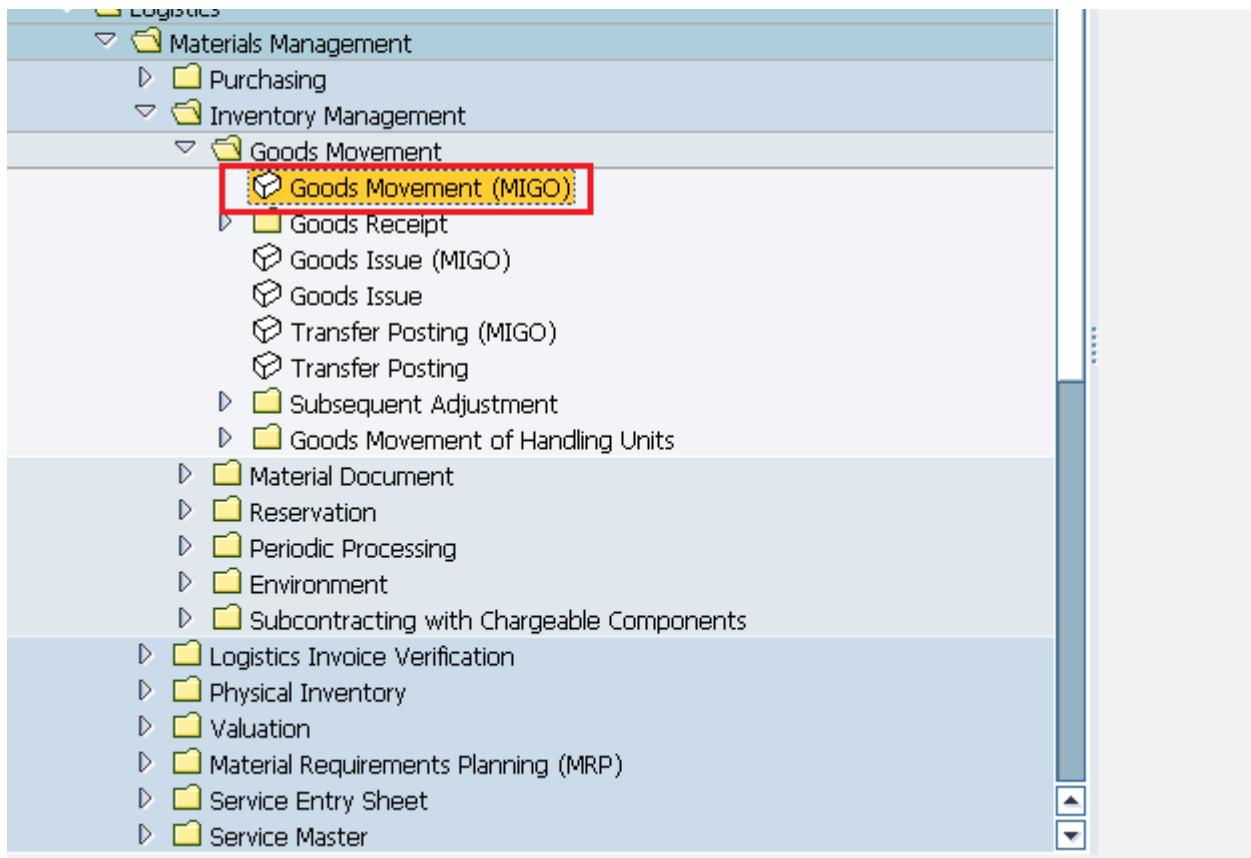 Logistics
Materials Management
Purchasing
Inventory Management
Goods Movement
Goods Movement (MIGO)
Goods Receipt
Goods Issue (MIGO)
Goods Issue
Transfer Posting (MIGO)
Transfer Posting
Subsequent Adjustment
Goods Movement of Handling Units
Material Document
Reservation
Periodic Processing
Environment
Subcontracting with Chargeable Components
Logistics Invoice Verification
Physical Inventory
Valuation
Material Requirements Planning (MRP)
Service Entry Sheet
Service Master